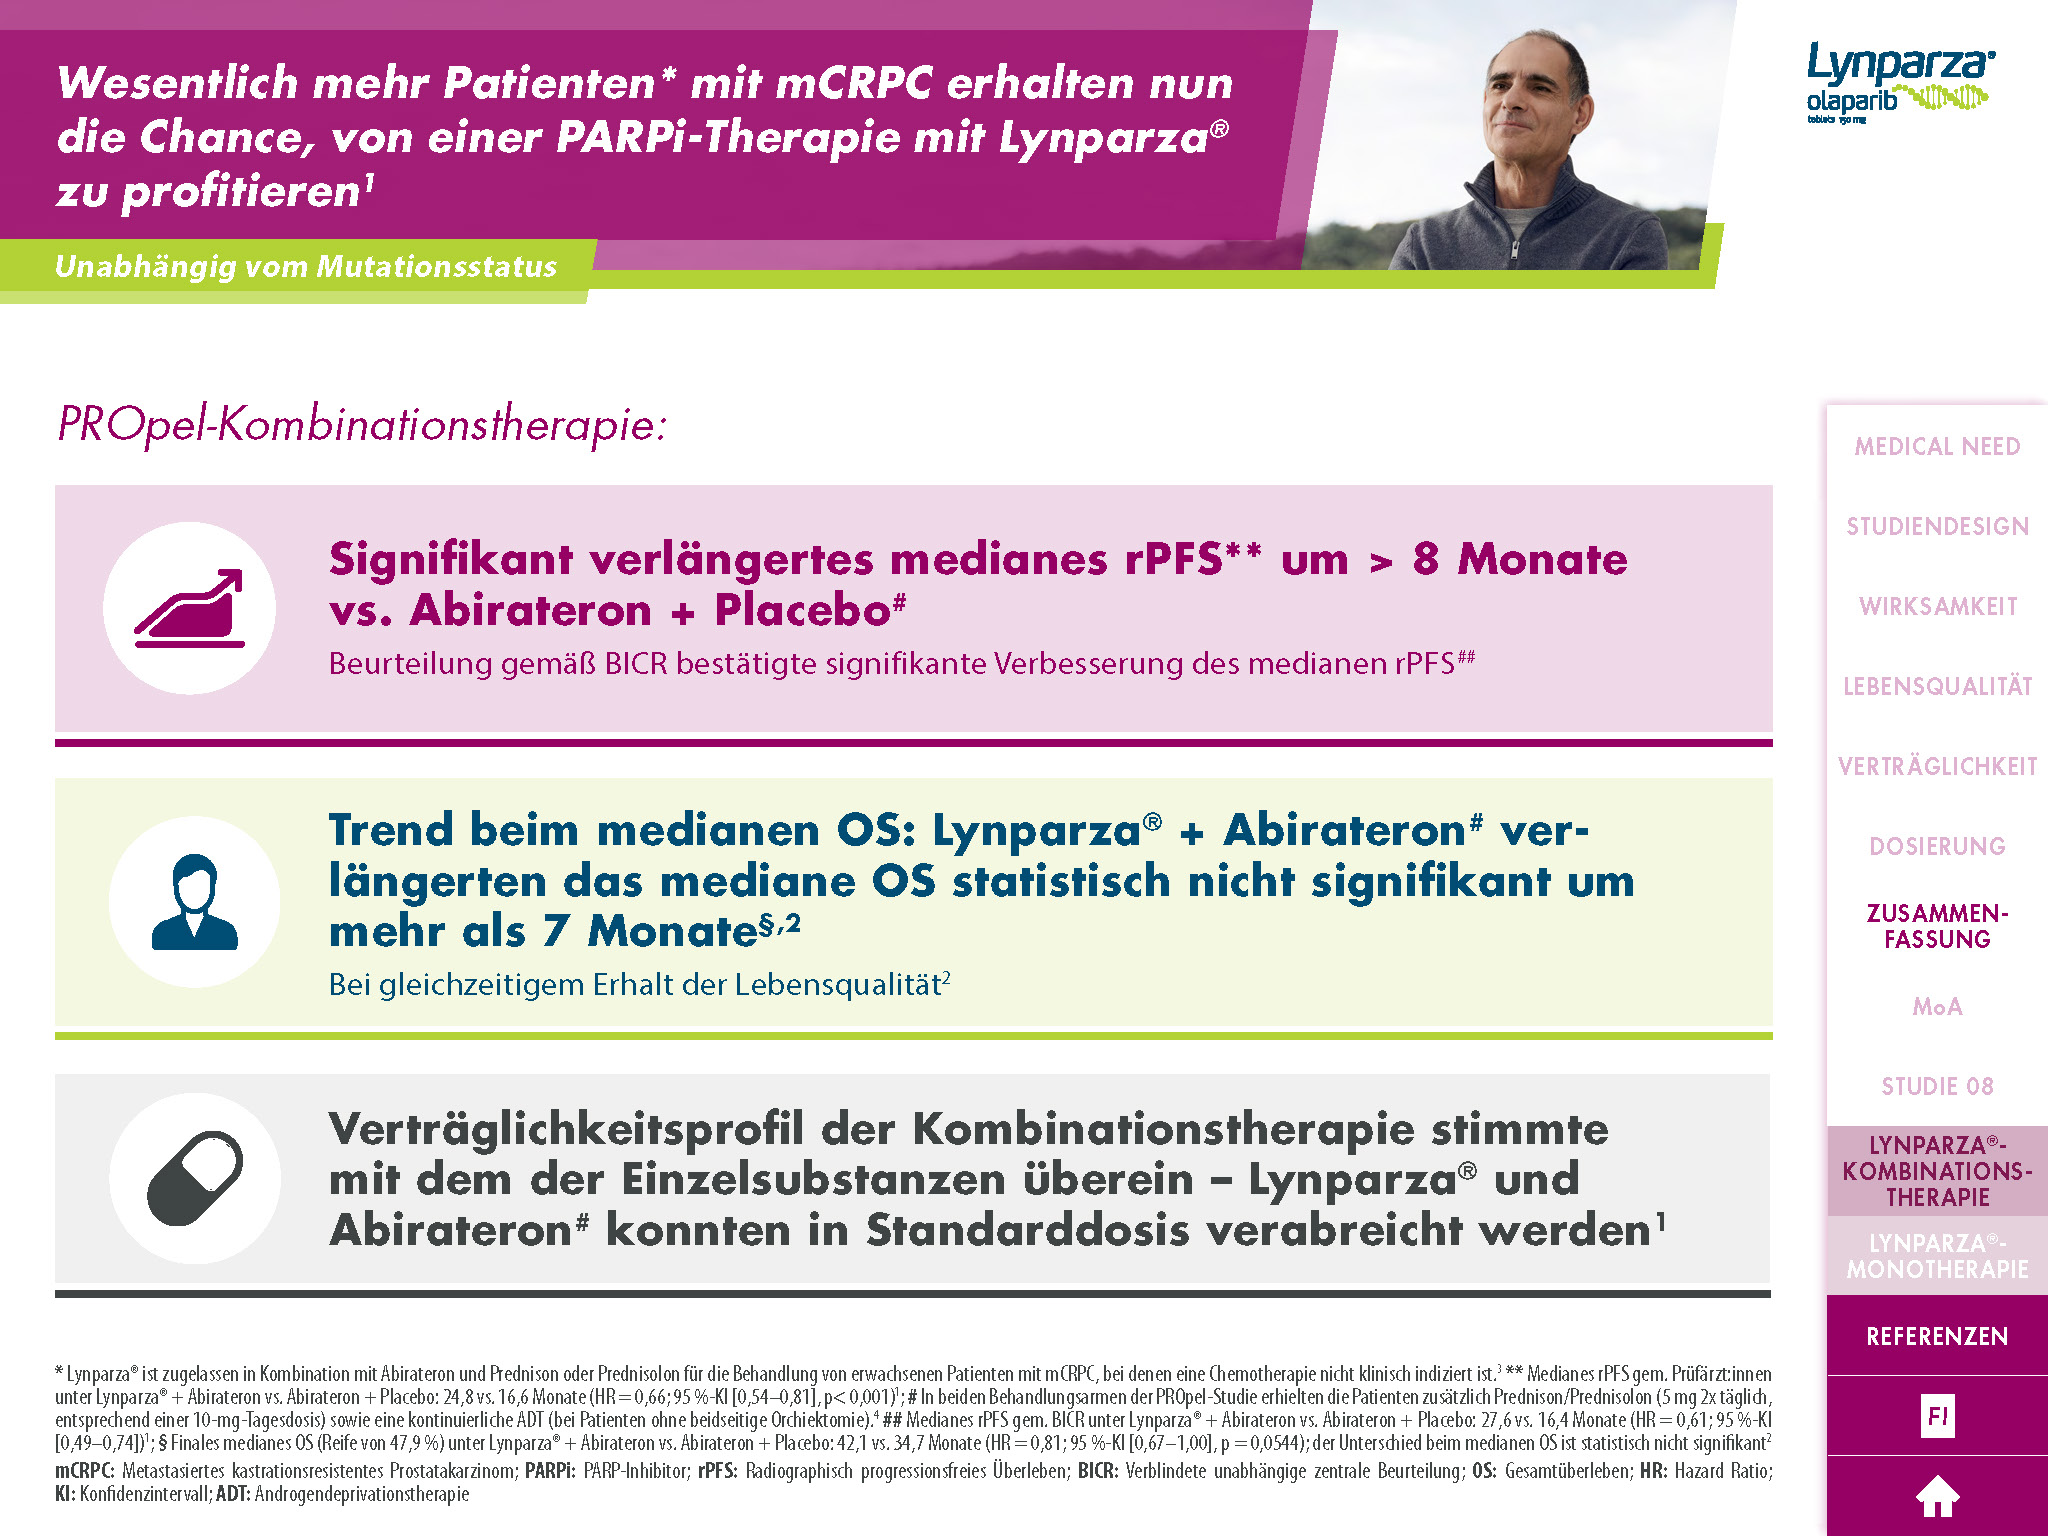 Wesentlich mehr Patienten* mit mCRPC erhalten nun
die Chance, von einer PARPi-Therapie mit Lynparza®
zu profitieren¹
Unabhängig vom Mutationsstatus
Lynparza®
olaparib
tablets 150 mg
PROpel-Kombinationstherapie:
Signifikant verlängertes medianes rPFS** um > 8 Monate
vs. Abirateron + Placebo#
Beurteilung gemäß BICR bestätigte signifikante Verbesserung des medianen rPFS##
Trend beim medianen OS: Lynparza® + Abirateron# ver-
längerten das mediane OS statistisch nicht signifikant um
mehr als 7 Monate§,2
Bei gleichzeitigem Erhalt der Lebensqualität²
Verträglichkeitsprofil der Kombinationstherapie stimmte
mit dem der Einzelsubstanzen überein – Lynparza® und
Abirateron# konnten in Standarddosis verabreicht werden¹
* Lynparza® ist zugelassen in Kombination mit Abirateron und Prednison oder Prednisolon für die Behandlung von erwachsenen Patienten mit mCRPC, bei denen eine Chemotherapie nicht klinisch indiziert ist.³ ** Medianes rPFS gem. Prüfärzt:innen
unter Lynparza® + Abirateron vs. Abirateron + Placebo: 24,8 vs. 16,6 Monate (HR = 0,66; 95 %-KI [0,54–0,81], p< 0,001)¹; # In beiden Behandlungsarmen der PROpel-Studie erhielten die Patienten zusätzlich Prednison/Prednisolon (5 mg 2x täglich,
entsprechend einer 10-mg-Tagesdosis) sowie eine kontinuierliche ADT (bei Patienten ohne beidseitige Orchiektomie).⁴ ## Medianes rPFS gem. BICR unter Lynparza® + Abirateron vs. Abirateron + Placebo: 27,6 vs. 16,4 Monate (HR = 0,61; 95 %-KI
[0,49–0,74])¹; § Finales medianes OS (Reife von 47,9 %) unter Lynparza® + Abirateron vs. Abirateron + Placebo: 42,1 vs. 34,7 Monate (HR = 0,81; 95 %-KI [0,67–1,00], p = 0,0544); der Unterschied beim medianen OS ist statistisch nicht signifikant²
mCRPC: Metastasiertes kastrationsresistentes Prostatakarzinom; PARPi: PARP-Inhibitor; rPFS: Radiographisch progressionsfreies Überleben; BICR: Verblindete unabhängige zentrale Beurteilung; OS: Gesamtüberleben; HR: Hazard Ratio;
KI: Konfidenzintervall; ADT: Androgendeprivationstherapie
MEDICAL NEED
STUDIENDESIGN
WIRKSAMKEIT
LEBENSQUALITÄT
VERTRÄGLICHKEIT
DOSIERUNG
ZUSAMMEN-
FASSUNG
MoA
STUDIE 08
LYNPARZA®-
KOMBINATIONS-
THERAPIE
LYNPARZA®-
MONOTHERAPIE
REFERENZEN
FI